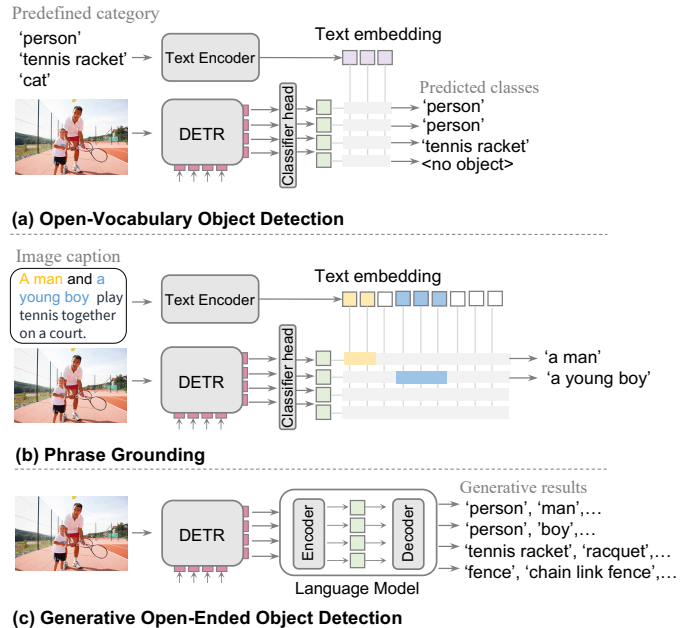 Predefined category
‘person’
‘tennis racket’
‘cat’
Text Encoder
Text embedding
DETR
Classifier head
Predicted classes
‘person’
‘person’
‘tennis racket’
<no object>
(a) Open-Vocabulary Object Detection
Image caption
A man and a
young boy play
tennis together
on a court.
Text Encoder
Text embedding
DETR
Classifier head
‘a man’
‘a young boy’
(b) Phrase Grounding
DETR
Encoder
Decoder
Language Model
Generative results
‘person’, ‘man’,...
‘person’, ’boy’,...
‘tennis racket’, ‘racquet’,...
‘fence’, ‘chain link fence’,...
(c) Generative Open-Ended Object Detection